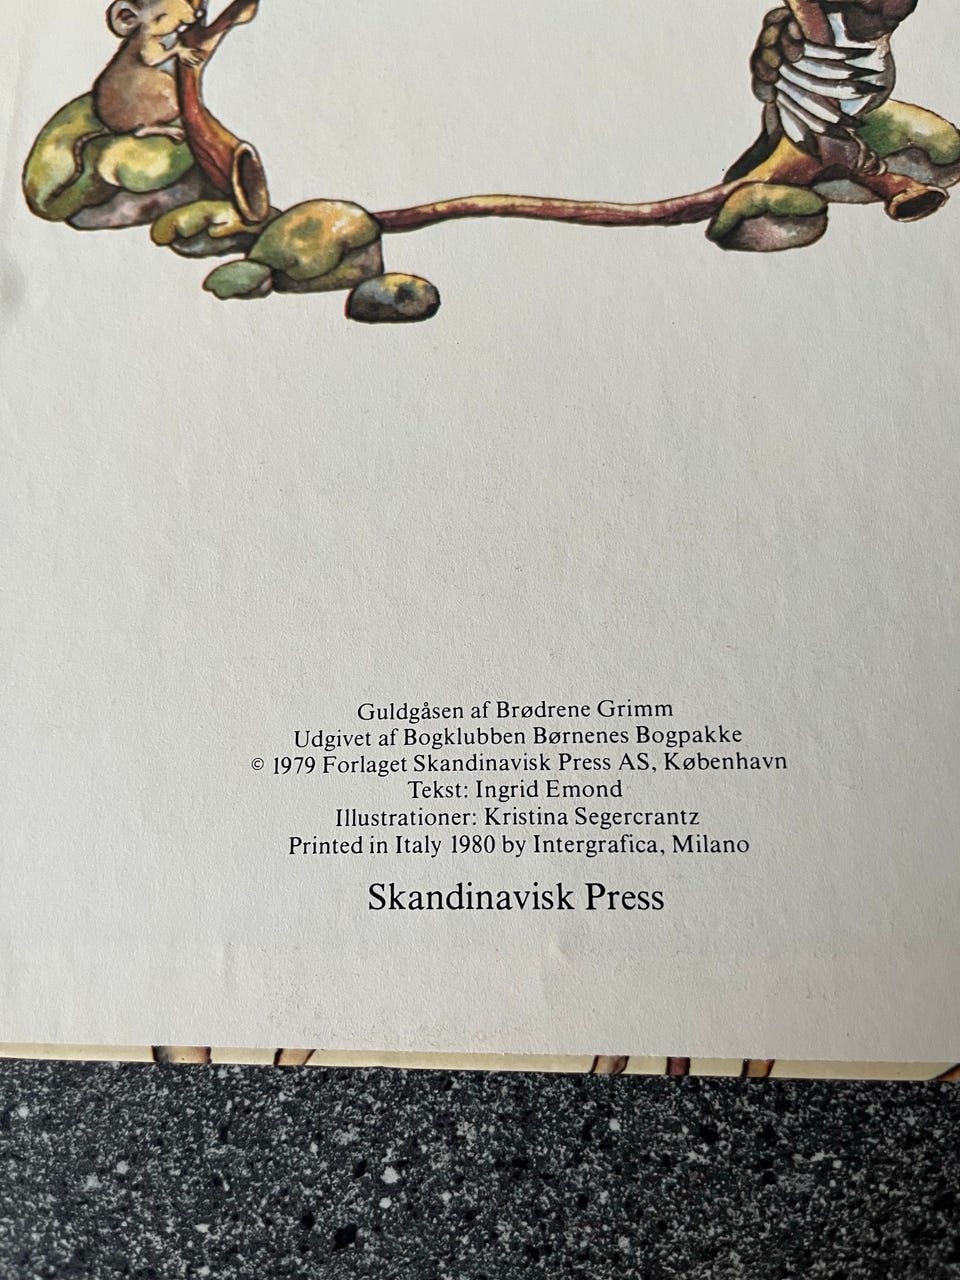 Guldgåsen af Brødrene Grimm
Udgivet af Bogklubben Børnenes Bogpakke
© 1979 Forlaget Skandinavisk Press AS, København
Tekst: Ingrid Emond
Illustrationer: Kristina Segercrantz
Printed in Italy 1980 by Intergrafica, Milano
Skandinavisk Press